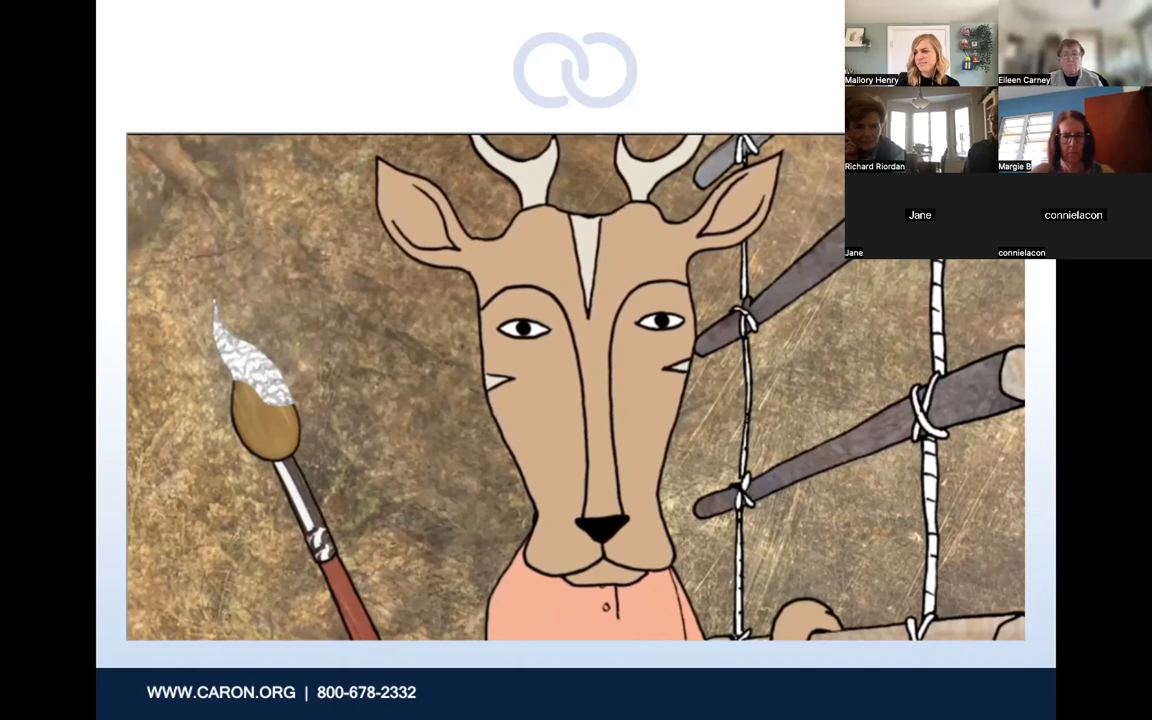 Mallory Henry
Eileen Carney
Richard Riordan
Margie B
Jane
connielacon
Jane
connielacon
WWW.CARON.ORG | 800-678-2332